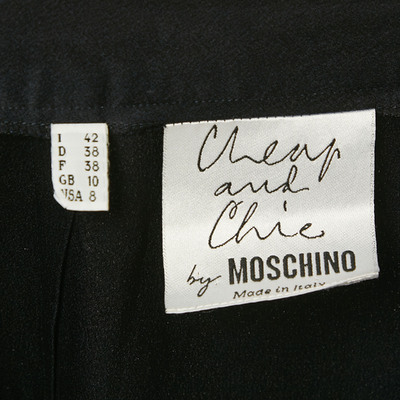 I 42
D 38
F 38
GB 10
USA 8
Cheap
and
Chic
by MOSCHINO
Made in Italy